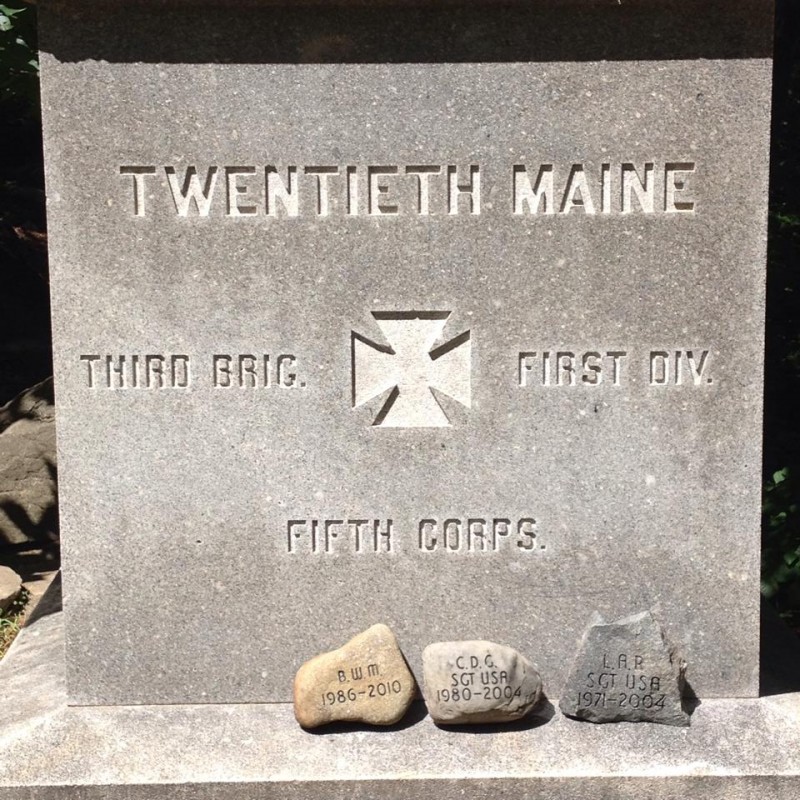 TWENTIETH MAINE
THIRD BRIG. FIRST DIV.
FIFTH CORPS.
B.W.M.
1986-2010
C.D.G.
SGT USA
1980-2004
L.A.R
SGT USA
1971-2004